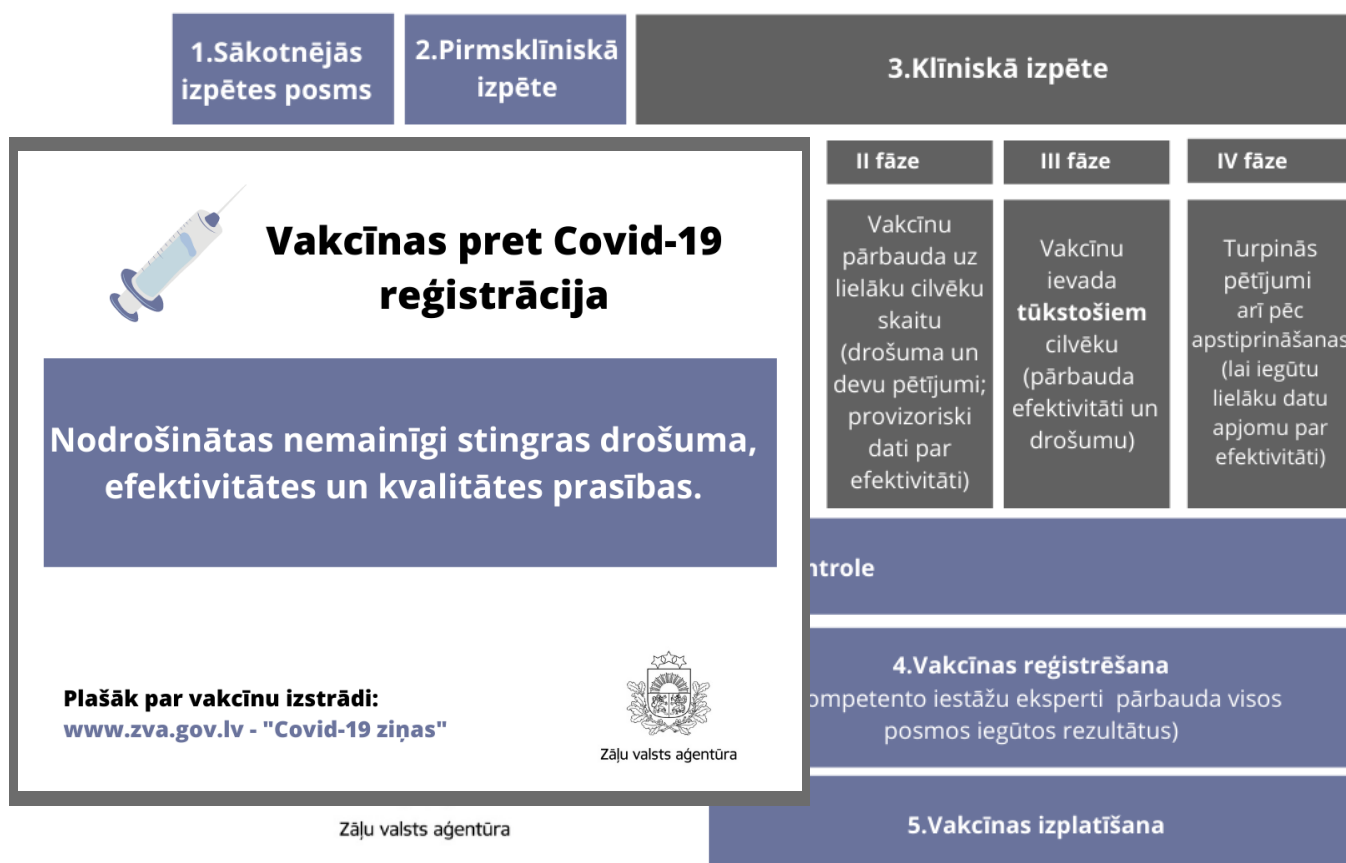 1.Sākotnējās
izpētes posms
2.Pirmsklīniskā
izpēte
3.Klīniskā izpēte
Vakcīnas pret Covid-19
reģistrācija
Nodrošinātas nemainīgi stingras drošuma,
efektivitātes un kvalitātes prasības.
Plašāk par vakcīnu izstrādi:
www.zva.gov.lv - "Covid-19 ziņas"
Zāļu valsts aģentūra
II fāze
Vakcīnu
pārbauda uz
lielāku cilvēku
skaitu
(drošuma un
devu pētījumi;
provizoriski
dati par
efektivitāti)
III fāze
Vakcīnu
ievada
tūkstošiem
cilvēku
(pārbauda
efektivitāti un
drošumu)
IV fāze
Turpinās
pētījumi
arī pēc
apstiprināšanas
(lai iegūtu
lielāku datu
apjomu par
efektivitāti)
ntrole
4.Vakcīnas reģistrēšana
ompetento iestāžu eksperti pārbauda visos
posmos iegūtos rezultātus)
5.Vakcīnas izplatīšana
Zāļu valsts aģentūra